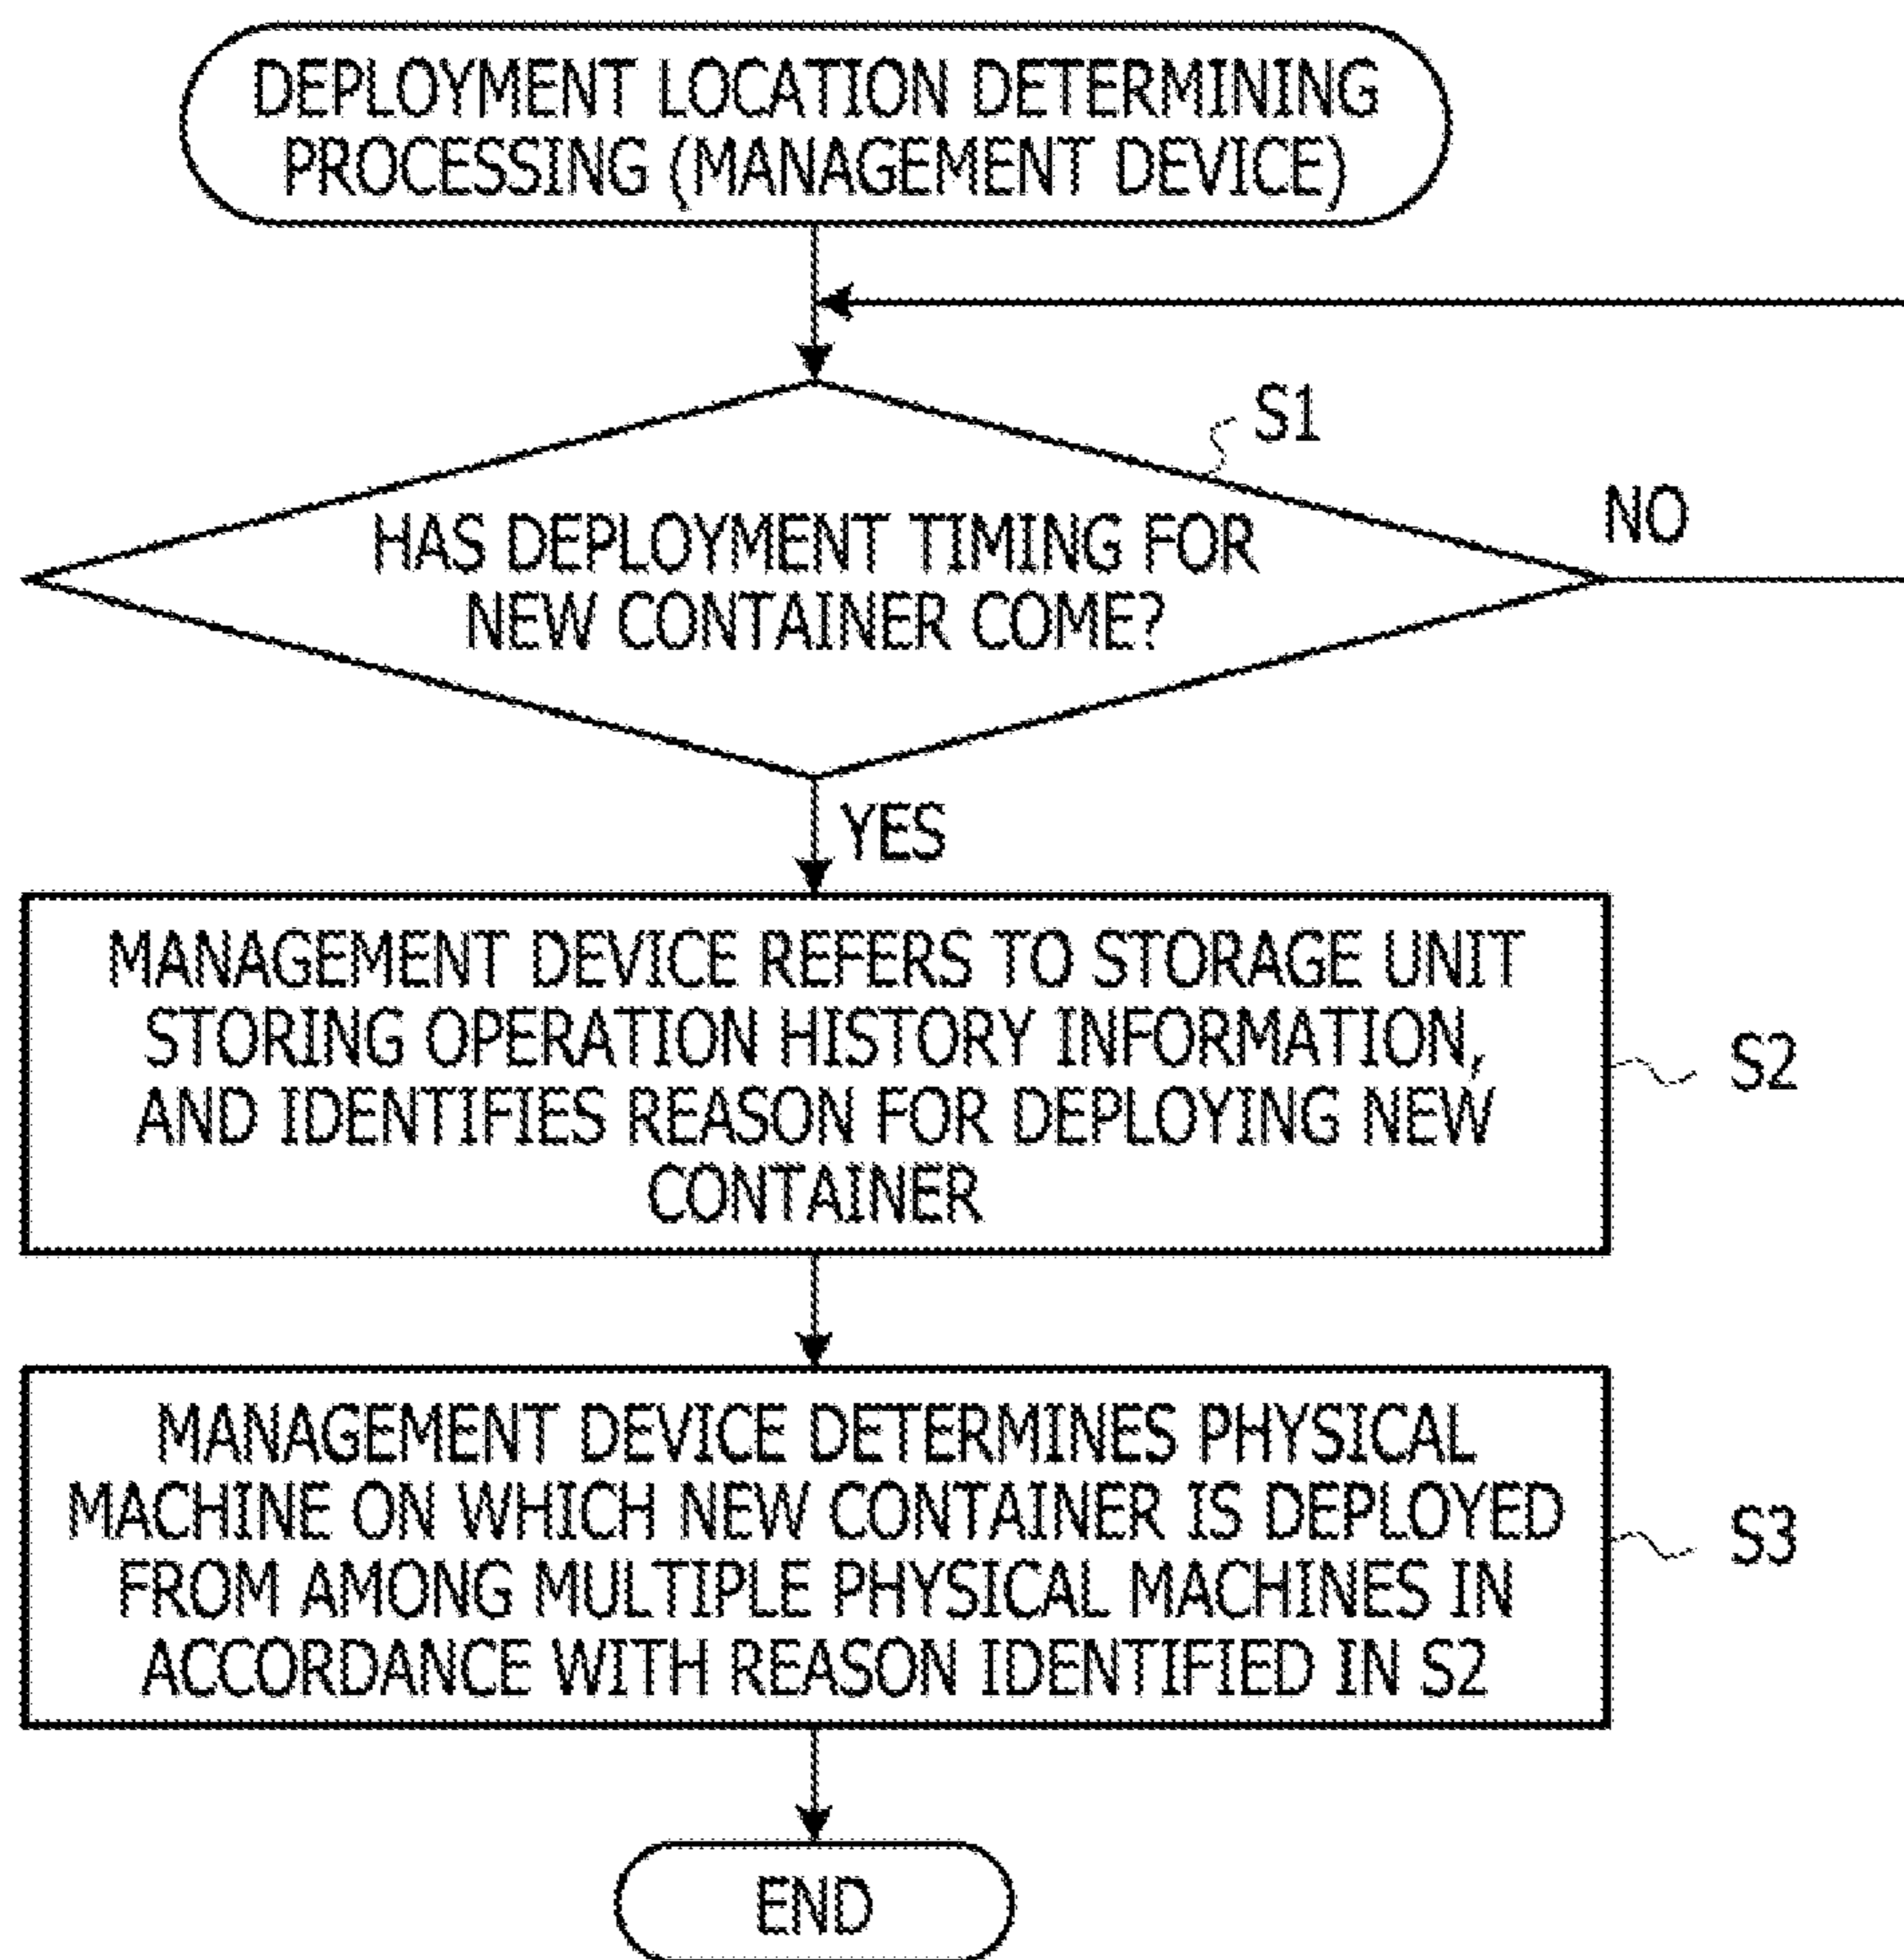 DEPLOYMENT LOCATION DETERMINING
PROCESSING (MANAGEMENT DEVICE)
S1
HAS DEPLOYMENT TIMING FOR
NEW CONTAINER COME?
NO
YES
MANAGEMENT DEVICE REFERS TO STORAGE UNIT
STORING OPERATION HISTORY INFORMATION,
AND IDENTIFIES REASON FOR DEPLOYING NEW
CONTAINER
S2
MANAGEMENT DEVICE DETERMINES PHYSICAL
MACHINE ON WHICH NEW CONTAINER IS DEPLOYED
FROM AMONG MULTIPLE PHYSICAL MACHINES IN
ACCORDANCE WITH REASON IDENTIFIED IN S2
S3
END